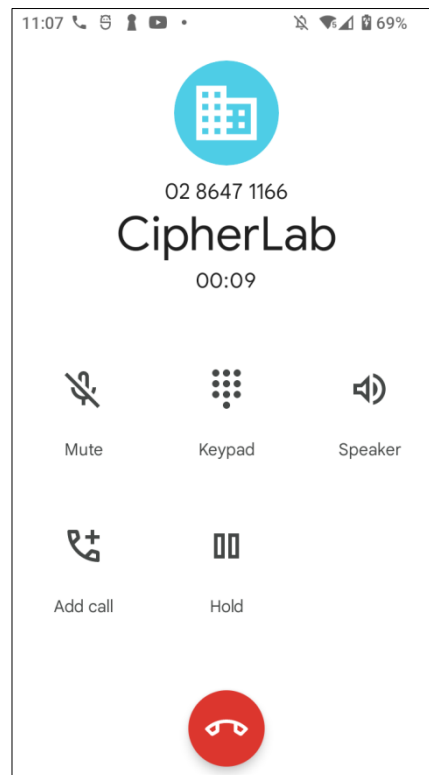 11:07 69%
02 8647 1166
CipherLab
00:09
Mute Keypad Speaker
Add call Hold